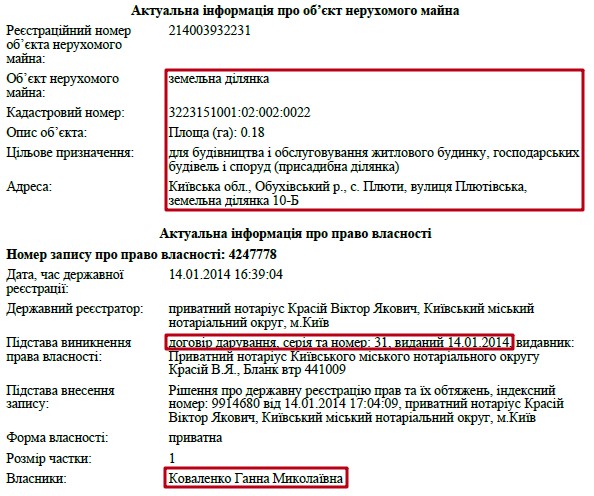 Актуальна інформація про об’єкт нерухомого майна
Реєстраційний номер об’єкта нерухомого майна: 214003932231
Об’єкт нерухомого майна: земельна ділянка
Кадастровий номер: 3223151001:02:002:0022
Опис об’єкта: Площа (га): 0.18
Цільове призначення: для будівництва і обслуговування житлового будинку, господарських
будівель і споруд (присадибна ділянка)
Адреса: Київська обл., Обухівський р., с. Плюти, вулиця Плютівська,
земельна ділянка 10-Б
Актуальна інформація про право власності
Номер запису про право власності: 4247778
Дата, час державної реєстрації: 14.01.2014 16:39:04
Державний реєстратор: приватний нотаріус Красій Віктор Якович, Київський міський
нотаріальний округ, м.Київ
Підстава виникнення права власності: договір дарування, серія та номер: 31, виданий 14.01.2014, видавник:
Приватний нотаріус Київського міського нотаріального округу
Красій В.Я., Бланк втр 441009
Підстава внесення запису: Рішення про державну реєстрацію прав та їх обтяжень, індексний
номер: 9914680 від 14.01.2014 17:04:09, приватний нотаріус Красій
Віктор Якович, Київський міський нотаріальний округ, м.Київ
Форма власності: приватна
Розмір частки: 1
Власники: Коваленко Ганна Миколаївна